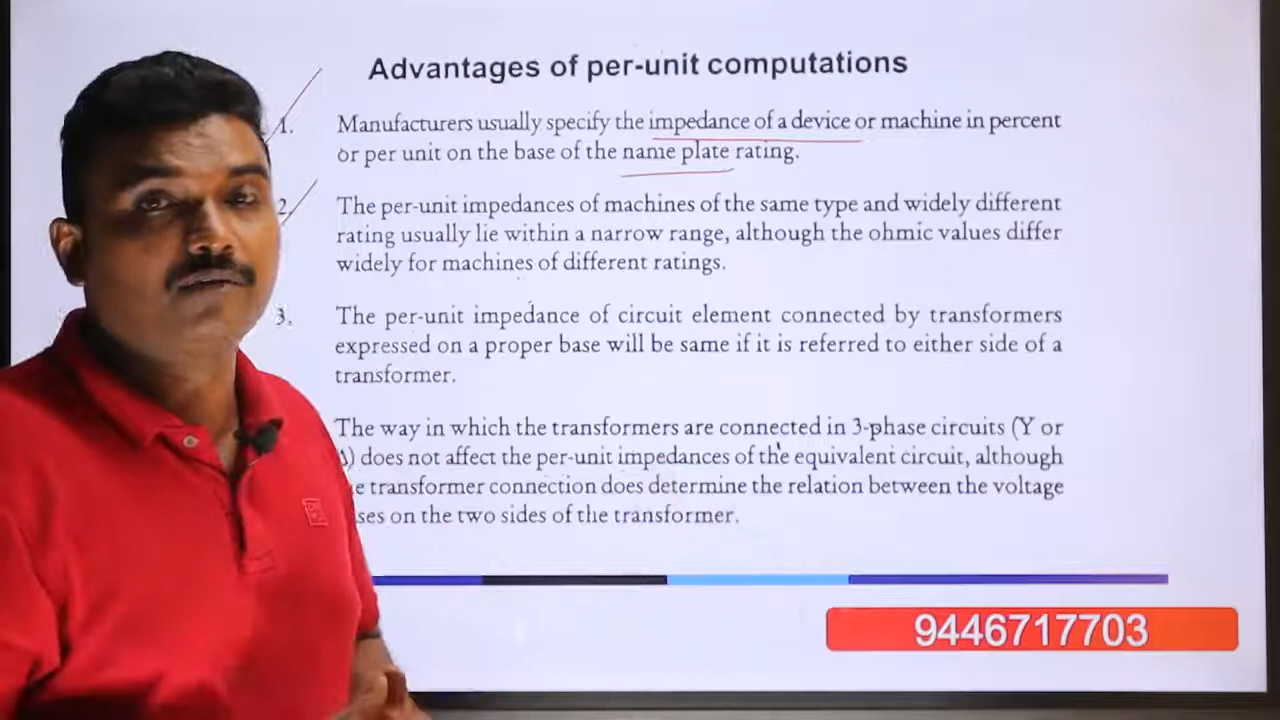 Advantages of per-unit computations
1. Manufacturers usually specify the impedance of a device or machine in percent
or per unit on the base of the name plate rating.
2. The per-unit impedances of machines of the same type and widely different
rating usually lie within a narrow range, although the ohmic values differ
widely for machines of different ratings.
3. The per-unit impedance of circuit element connected by transformers
expressed on a proper base will be same if it is referred to either side of a
transformer.
The way in which the transformers are connected in 3-phase circuits (Y or
does not affect the per-unit impedances of the equivalent circuit, although
transformer connection does determine the relation between the voltage
on the two sides of the transformer.
9446717703